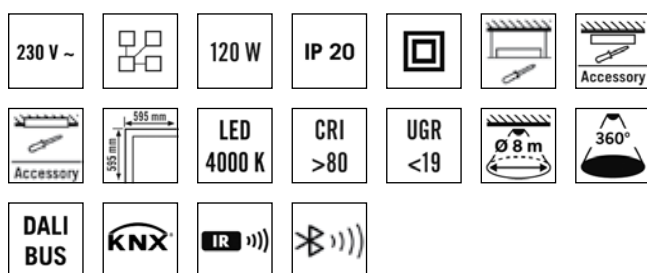 230 V ~
120 W
IP 20
Accessory
Accessory
595 mm
595 mm
LED
4000 K
CRI
>80
UGR
<19
Ø 8 m
360°
DALI
BUS
KNX®
IR